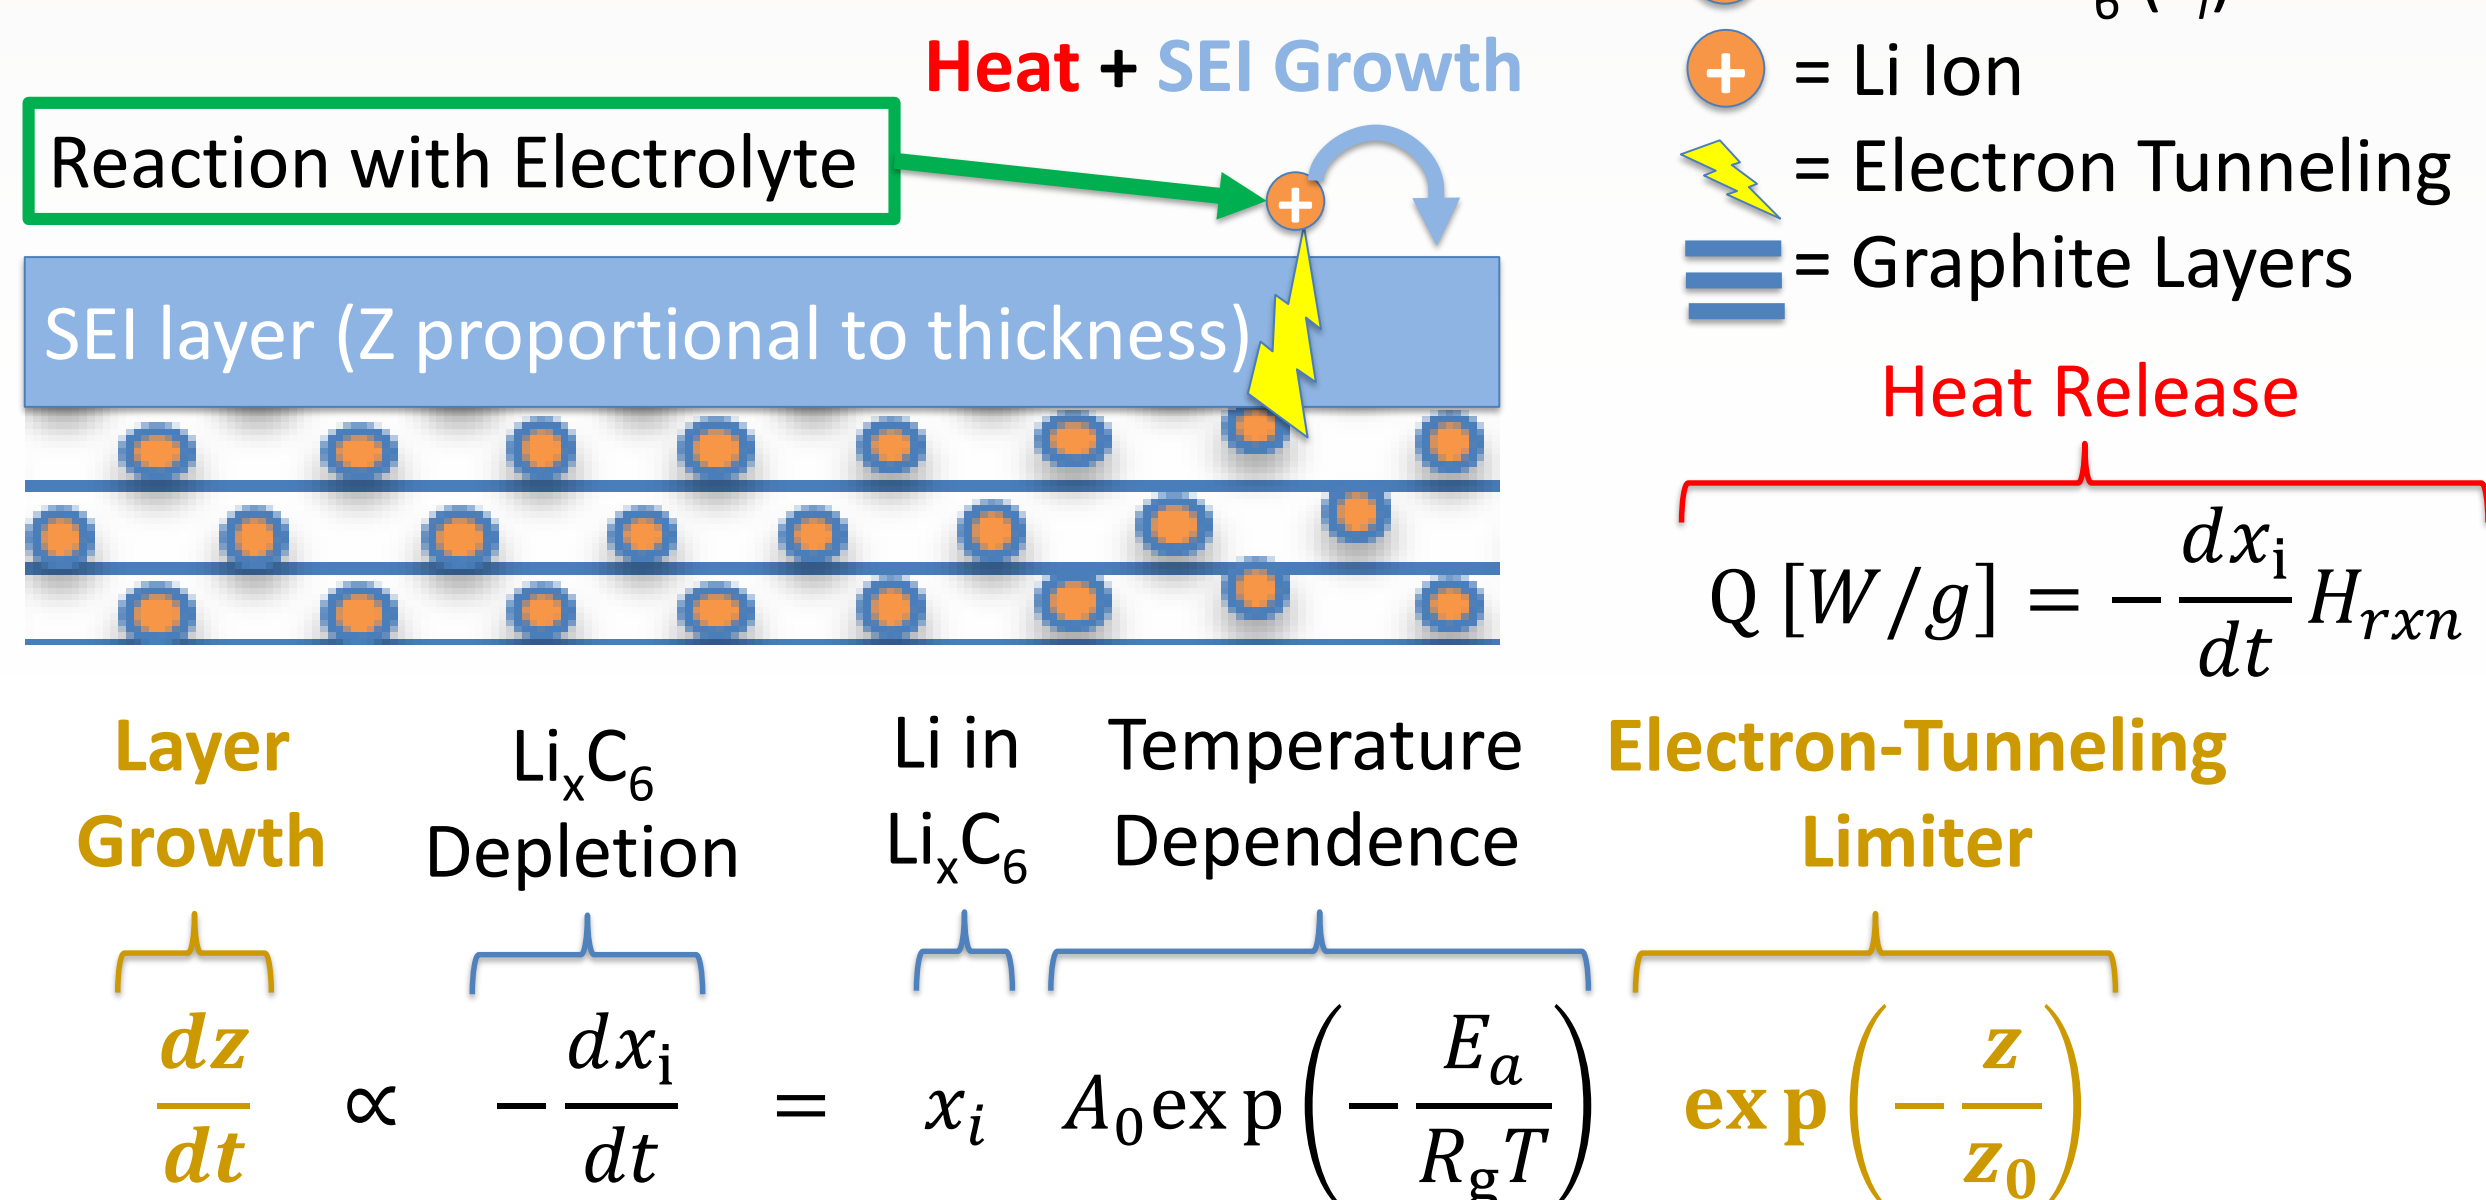 Heat + SEI Growth
Reaction with Electrolyte
+
SEI layer (Z proportional to thickness)
+ = Li Ion
= Electron Tunneling
= Graphite Layers
Heat Release
Q [W/g] = − dx_i/dt H_rxn
Layer Growth
Li_xC_6 Depletion
Li in Li_xC_6
Temperature Dependence
Electron-Tunneling Limiter
dz/dt ∝ − dx_i/dt = x_i A_0 exp(− E_a/R_gT) exp(− z/z_0)